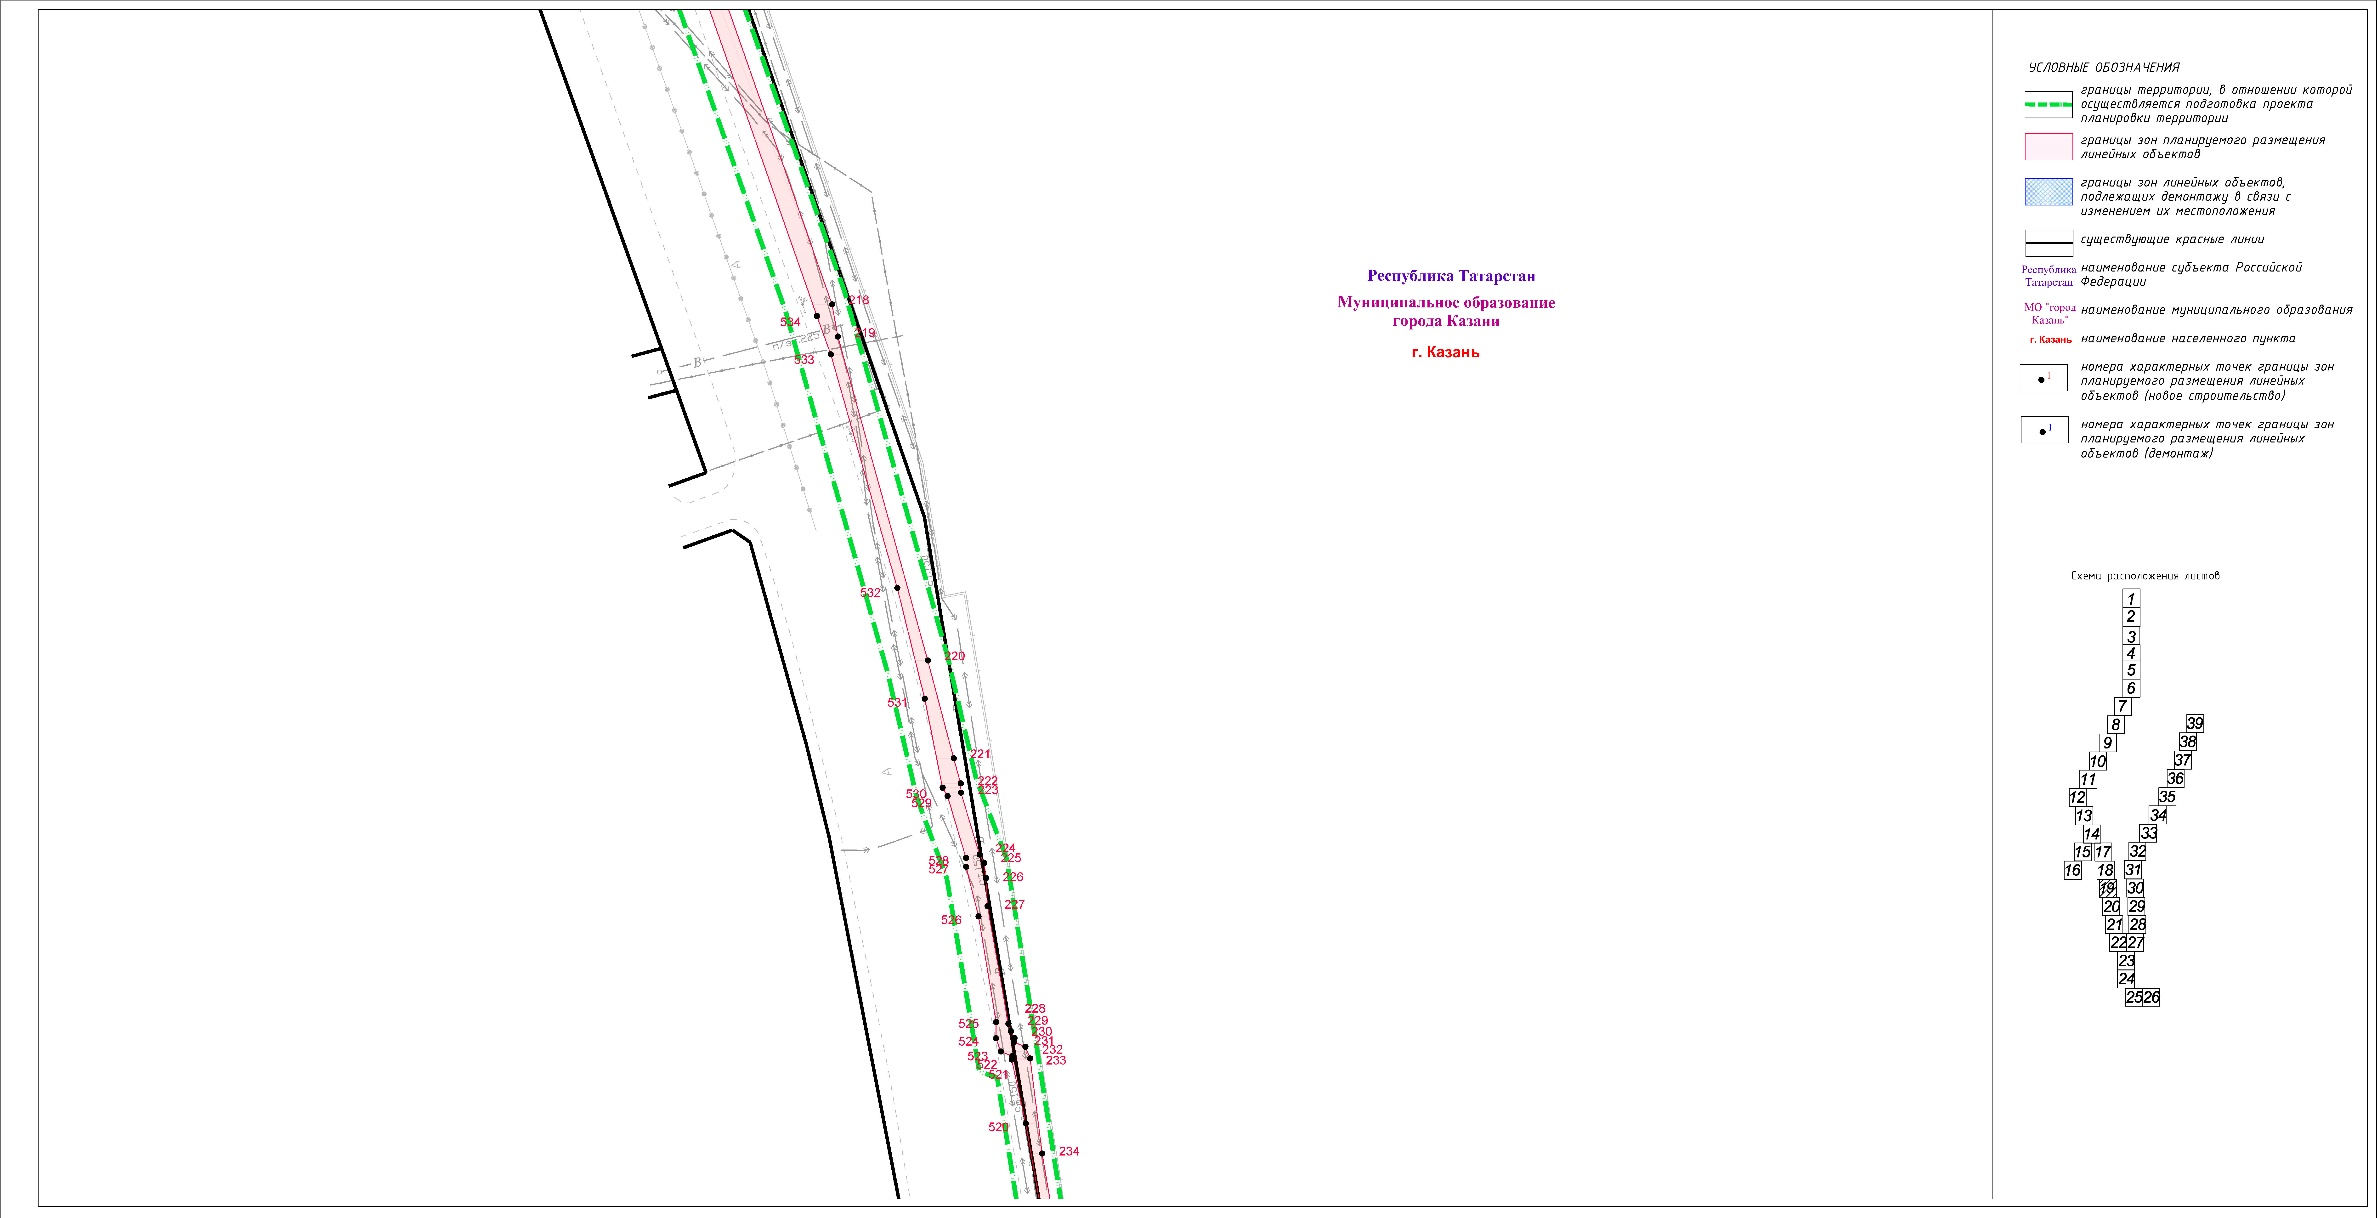 218
534
219
533
В
В
А
532
220
531
221
222
223
530
529
А
224
225
528
527
226
227
526
228
229
525
230
524
231
232
523
233
522
521
520
234
Республика Татарстан
Муниципальное образование
города Казани
г. Казань
УСЛОВНЫЕ ОБОЗНАЧЕНИЯ
границы территории, в отношении которой
осуществляется подготовка проекта
планировки территории
границы зон планируемого размещения
линейных объектов
границы зон линейных объектов,
подлежащих демонтажу в связи с
изменением их местоположения
существующие красные линии
Республика
Татарстан
наименование субъекта Российской
Федерации
МО "город
Казань"
наименование муниципального образования
г. Казань
наименование населенного пункта
1
номера характерных точек границы зон
планируемого размещения линейных
объектов (новое строительство)
1
номера характерных точек границы зон
планируемого размещения линейных
объектов (демонтаж)
Схема расположения листов
1
2
3
4
5
6
7
8 39
9 38
10 37
11 36
12 35
13 34
14 33
15 17 32
16 18 31
19 30
20 29
21 28
22 27
23
24
25 26